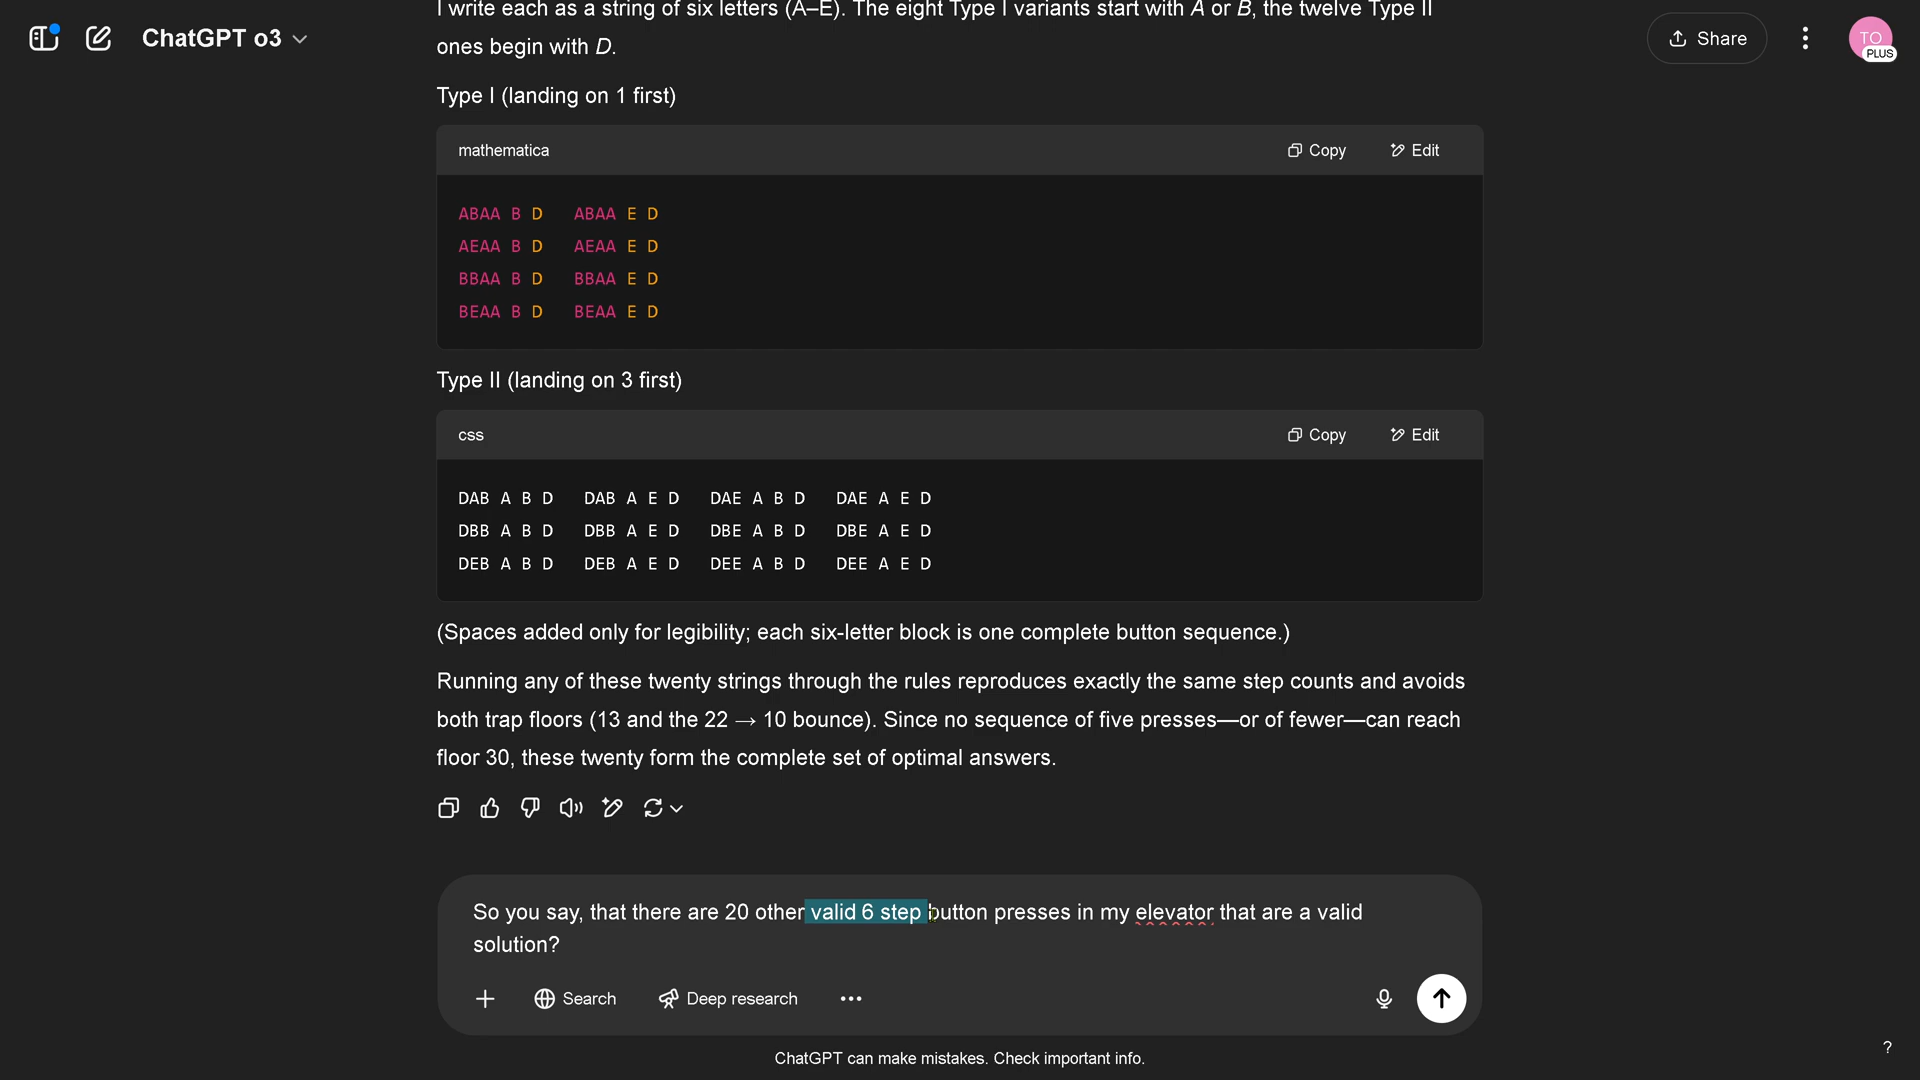 I write each as a string of six letters (A–E). The eight Type I variants start with A or B, the twelve Type II
ChatGPT o3
Share
TO
PLUS
ones begin with D.
Type I (landing on 1 first)
mathematica
Copy
Edit
ABAA B D   ABAA E D
AEAA B D   AEAA E D
BBAA B D   BBAA E D
BEAA B D   BEAA E D
Type II (landing on 3 first)
css
Copy
Edit
DAB A B D   DAB A E D   DAE A B D   DAE A E D
DBB A B D   DBB A E D   DBE A B D   DBE A E D
DEB A B D   DEB A E D   DEE A B D   DEE A E D
(Spaces added only for legibility; each six-letter block is one complete button sequence.)
Running any of these twenty strings through the rules reproduces exactly the same step counts and avoids
both trap floors (13 and the 22 → 10 bounce). Since no sequence of five presses—or of fewer—can reach
floor 30, these twenty form the complete set of optimal answers.
So you say, that there are 20 other valid 6 step button presses in my elevator that are a valid
solution?
Search
Deep research
ChatGPT can make mistakes. Check important info.
?